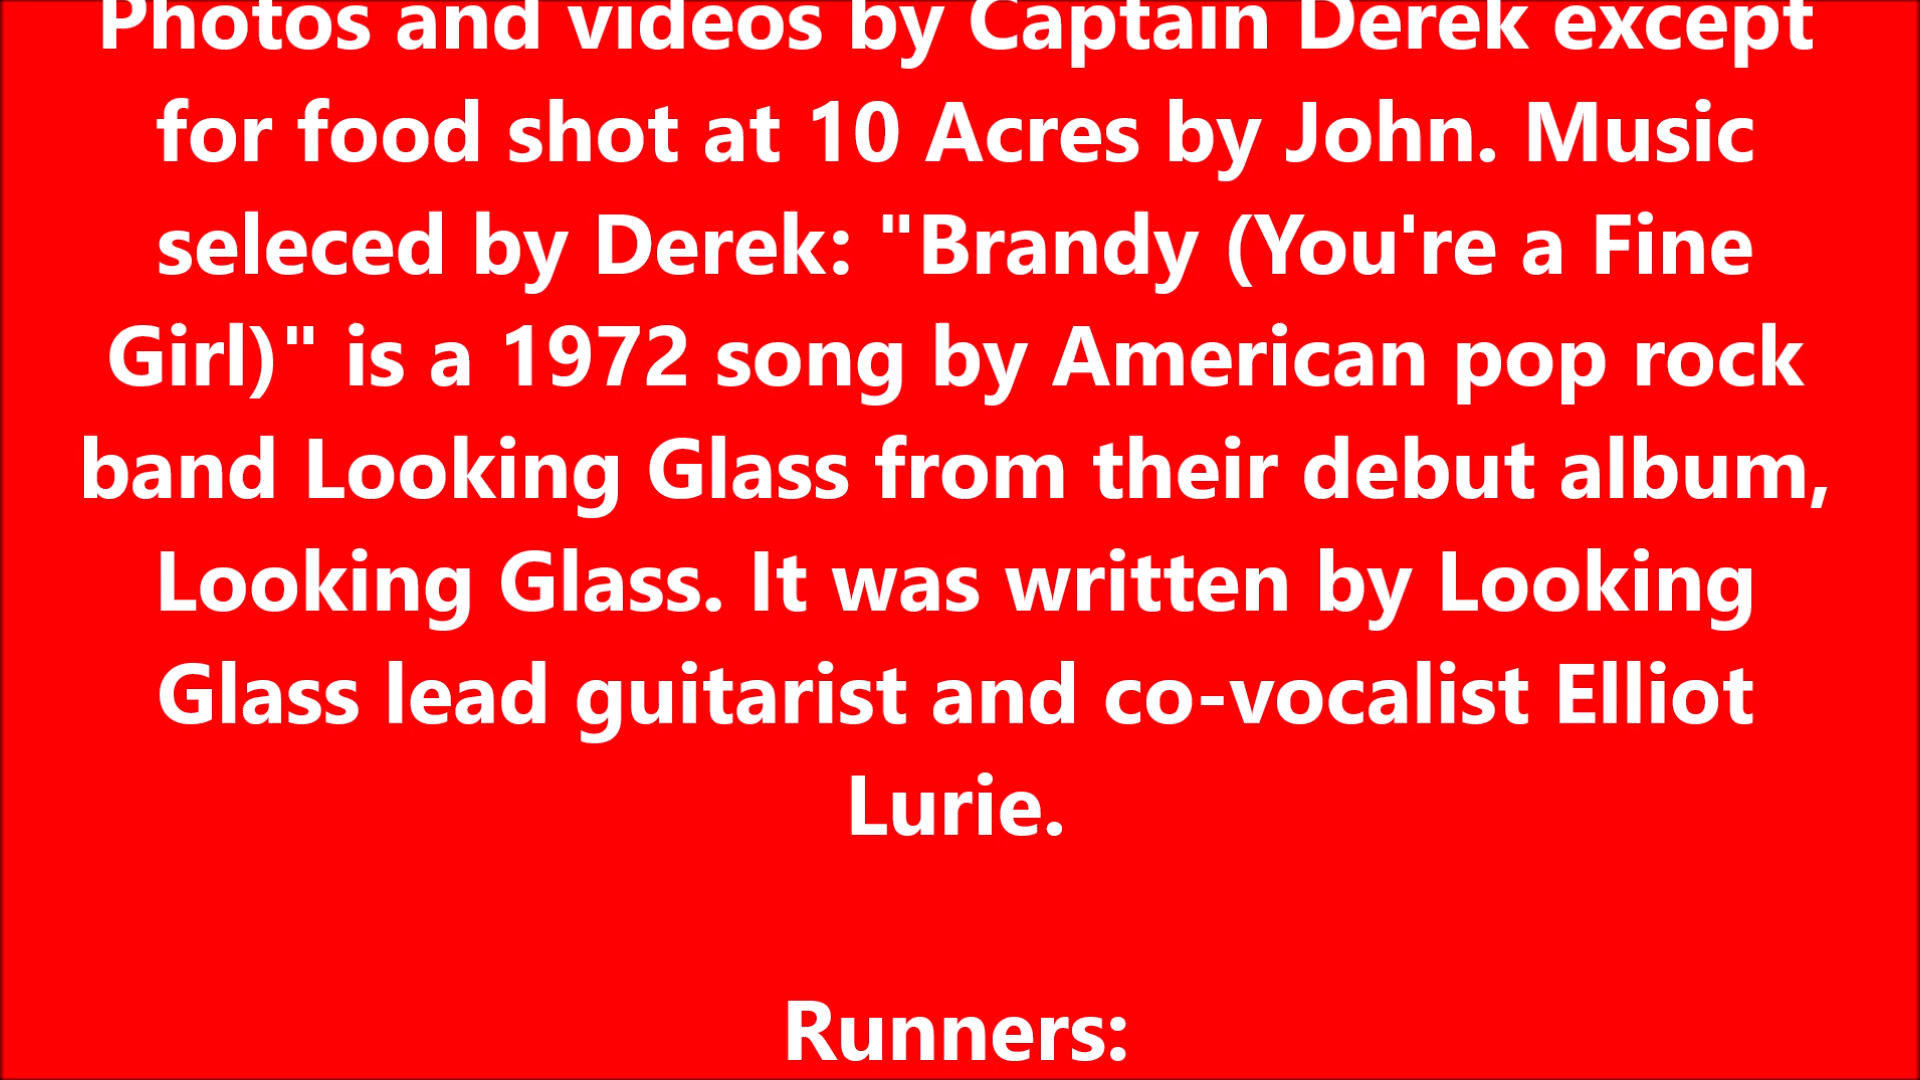 Photos and videos by Captain Derek except
for food shot at 10 Acres by John. Music
seleced by Derek: "Brandy (You're a Fine
Girl)" is a 1972 song by American pop rock
band Looking Glass from their debut album,
Looking Glass. It was written by Looking
Glass lead guitarist and co-vocalist Elliot
Lurie.
Runners: